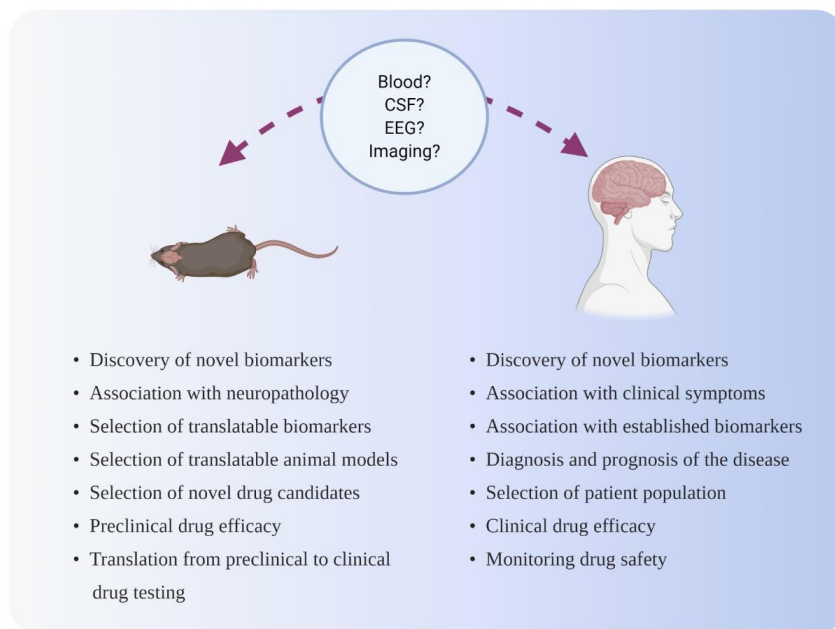 Blood?
CSF?
EEG?
Imaging?
• Discovery of novel biomarkers
• Association with neuropathology
• Selection of translatable biomarkers
• Selection of translatable animal models
• Selection of novel drug candidates
• Preclinical drug efficacy
• Translation from preclinical to clinical
drug testing
• Discovery of novel biomarkers
• Association with clinical symptoms
• Association with established biomarkers
• Diagnosis and prognosis of the disease
• Selection of patient population
• Clinical drug efficacy
• Monitoring drug safety